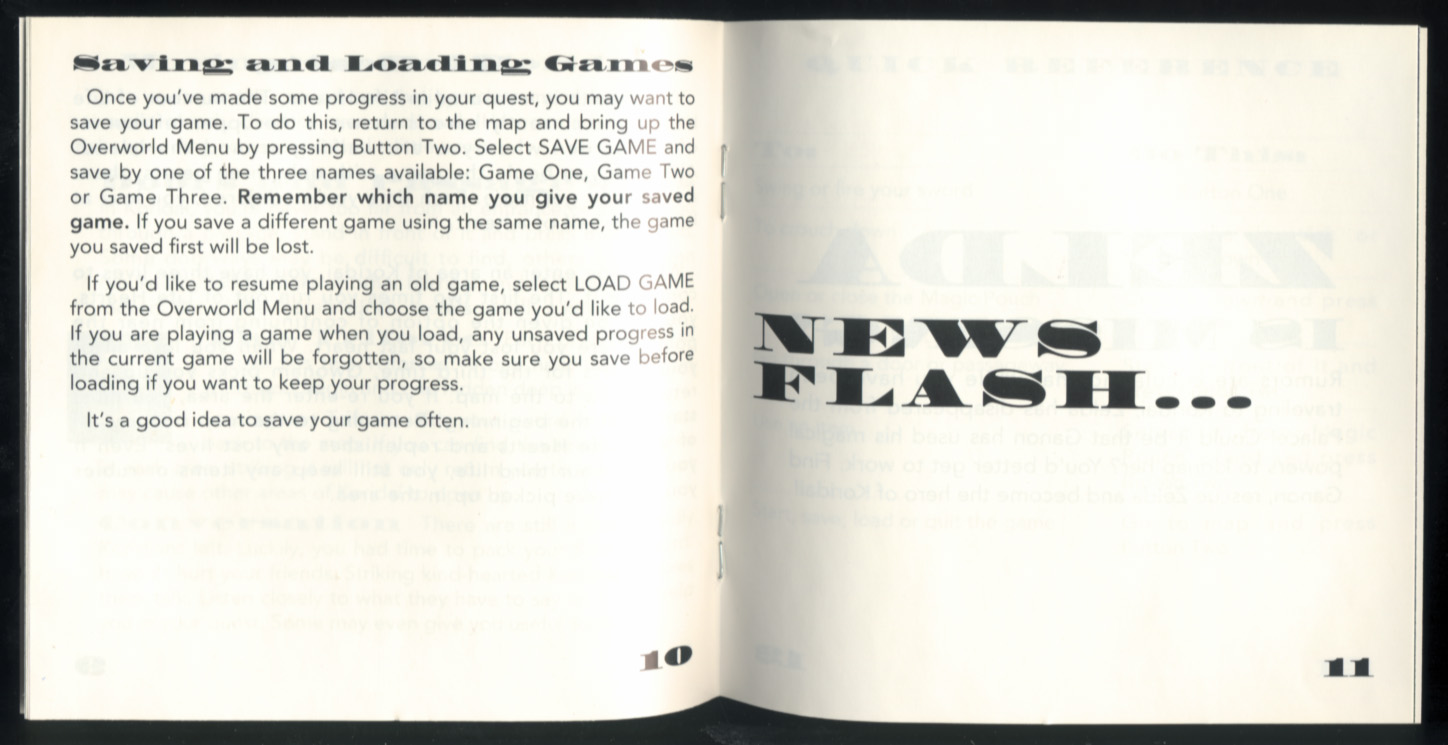 Saving and Loading Games
Once you've made some progress in your quest, you may want to
save your game. To do this, return to the map and bring up the
Overworld Menu by pressing Button Two. Select SAVE GAME and
save by one of the three names available: Game One, Game Two
or Game Three. Remember which name you give your saved
game. If you save a different game using the same name, the game
you saved first will be lost.
If you'd like to resume playing an old game, select LOAD GAME
from the Overworld Menu and choose the game you'd like to load.
If you're playing a game when you load, any unsaved progress in
the current game will be forgotten, so make sure you save before
loading if you want to keep your progress.
It's a good idea to save your game often.
10
NEWS
FLASH...
11